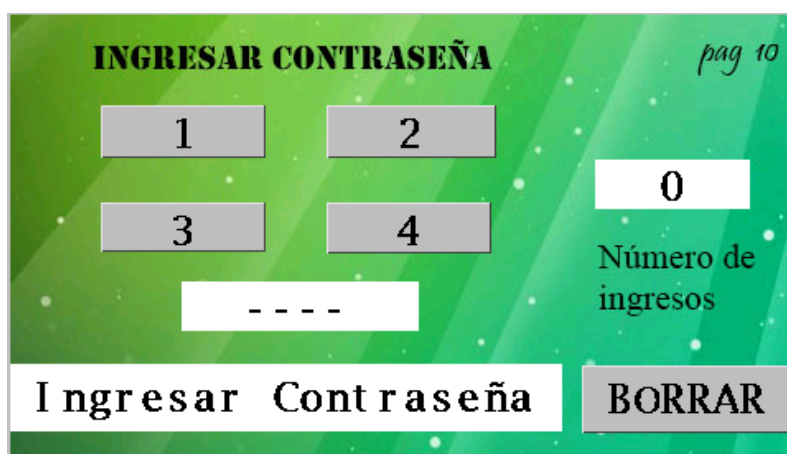 INGRESAR CONTRASEÑA
pag 10
1
2
3
4
0
Número de
ingresos
----
Ingresar Contraseña
BORRAR